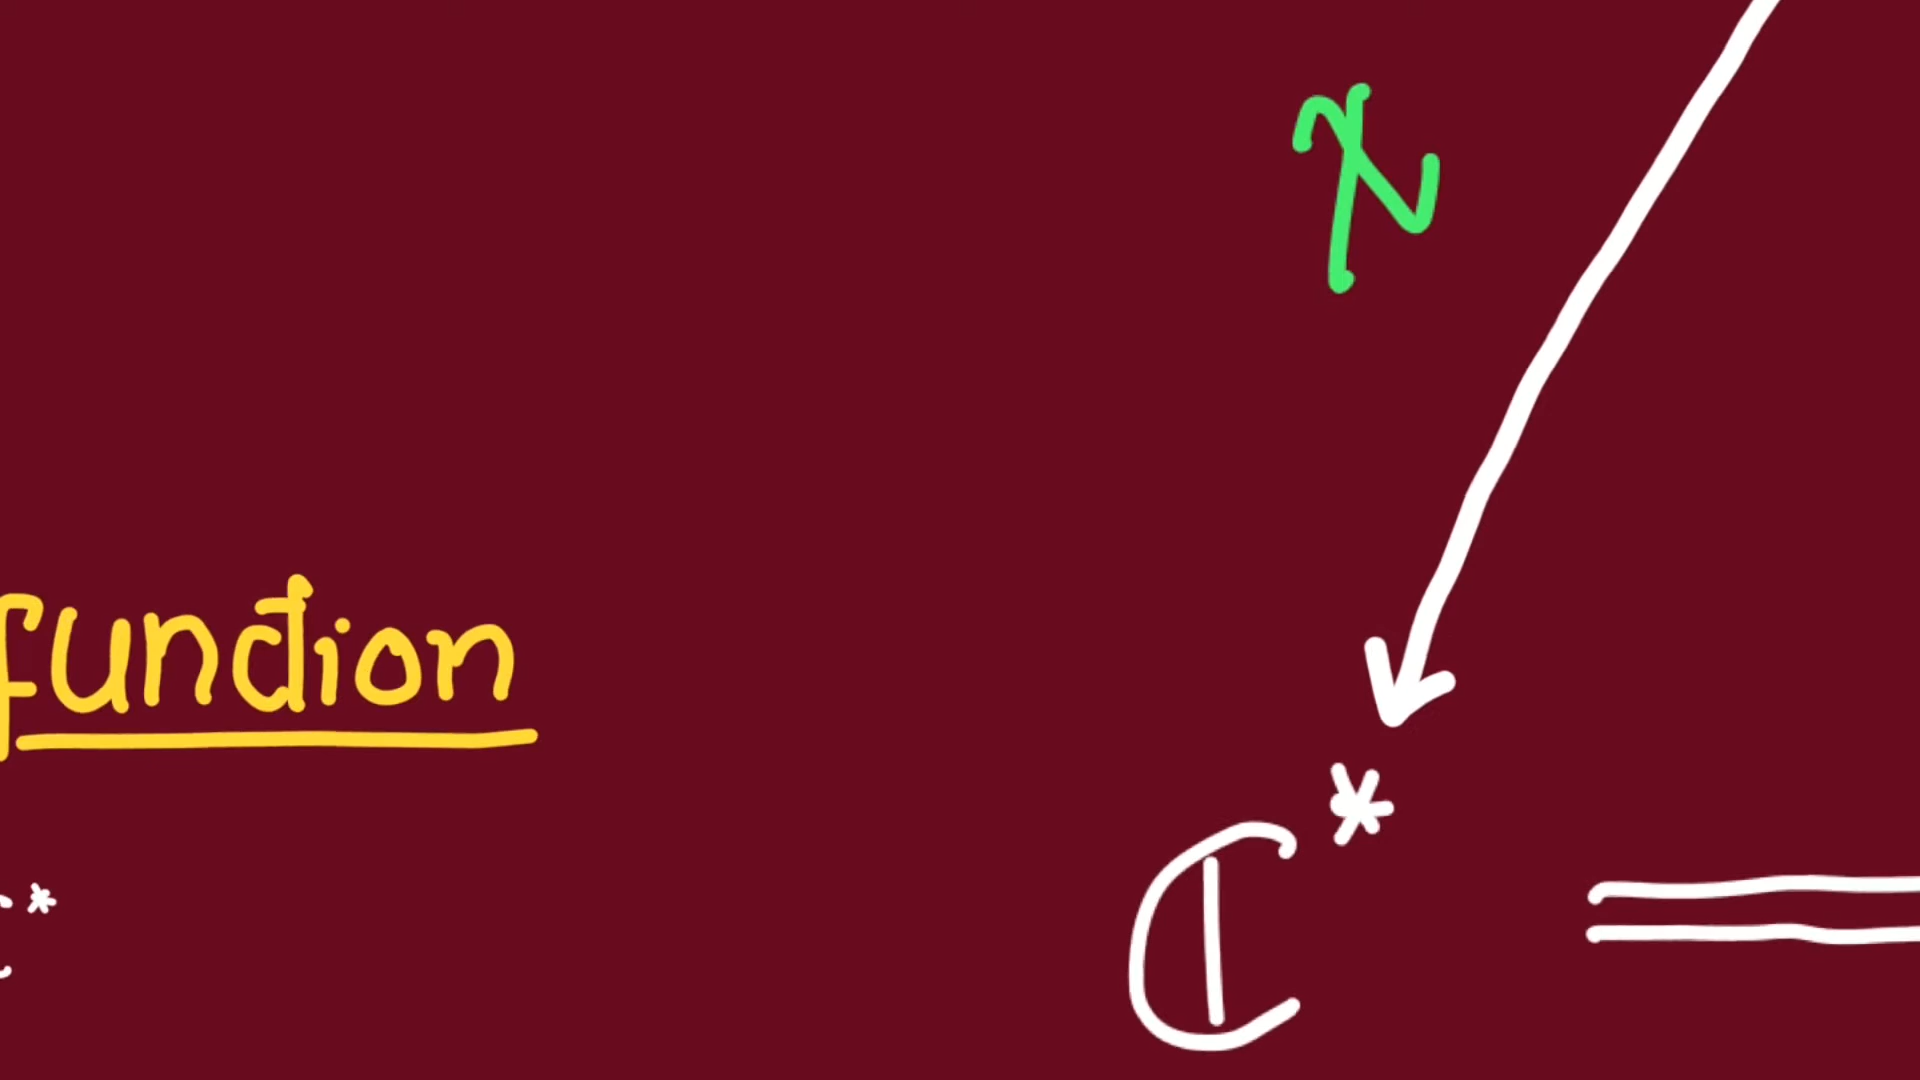 χ
function
*
ℂ* =